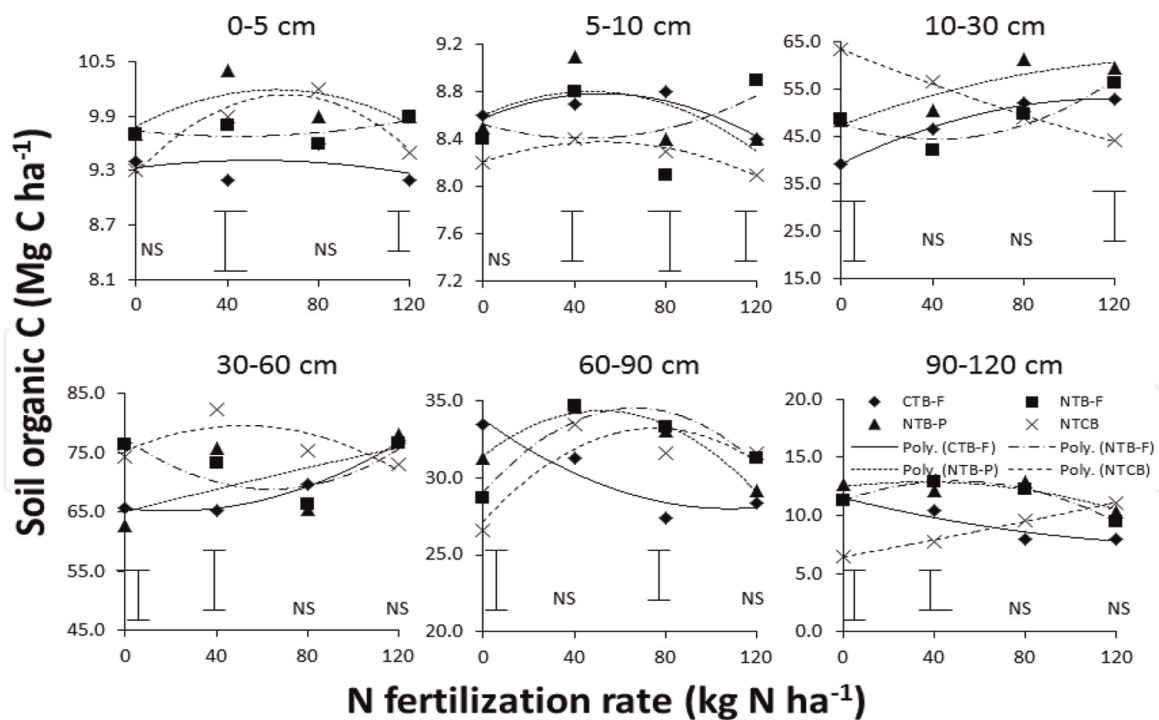 Soil organic C (Mg C ha⁻¹)
0-5 cm
10.5
9.9
9.3
8.7
8.1
NS
NS
0 40 80 120
5-10 cm
9.2
8.8
8.4
8.0
7.6
7.2
NS
0 40 80 120
10-30 cm
65.0
55.0
45.0
35.0
25.0
15.0
NS
NS
0 40 80 120
30-60 cm
85.0
75.0
65.0
55.0
45.0
NS
NS
0 40 80 120
60-90 cm
35.0
30.0
25.0
20.0
NS
NS
0 40 80 120
90-120 cm
20.0
15.0
10.0
5.0
0.0
CTB-F NTB-F
NTB-P NTCB
Poly. (CTB-F) Poly. (NTB-F)
Poly. (NTB-P) Poly. (NTCB)
NS
NS
0 40 80 120
N fertilization rate (kg N ha⁻¹)